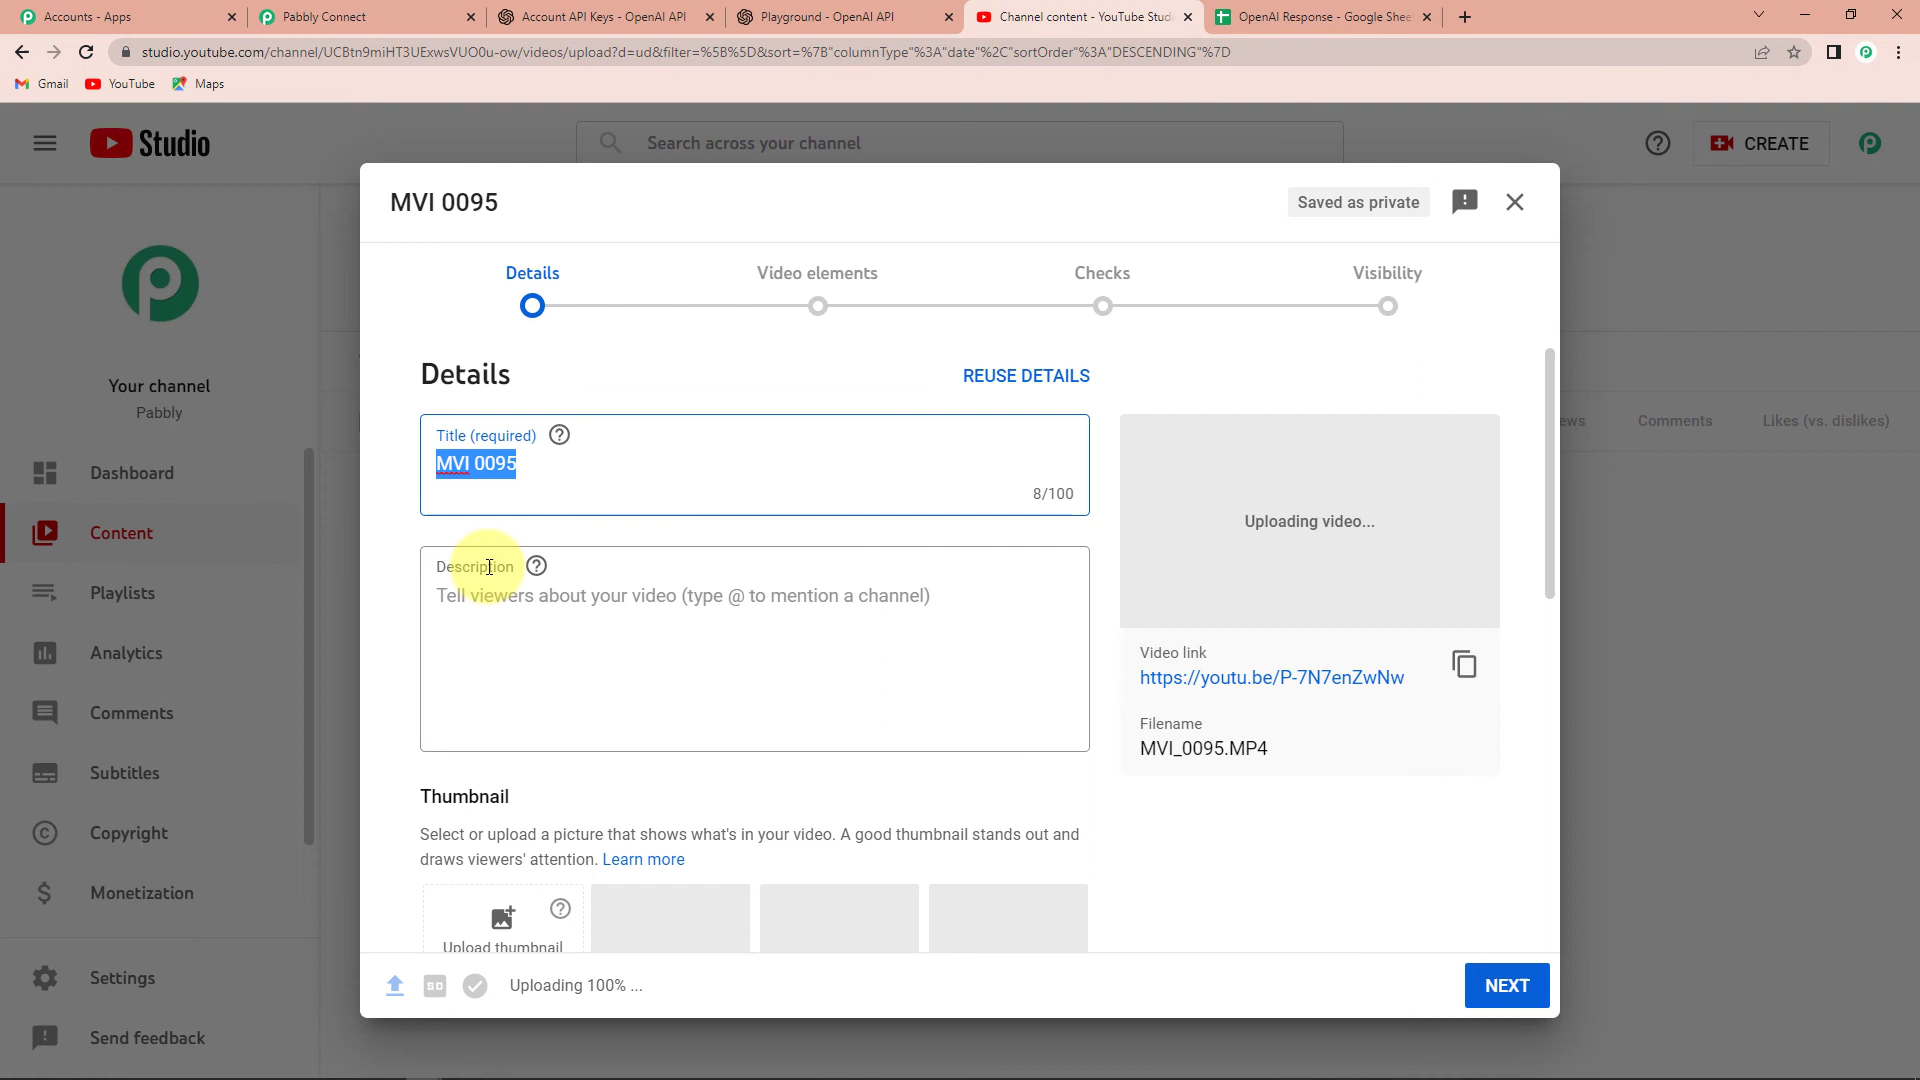 Accounts - Apps
Pabbly Connect
Account API Keys - OpenAI API
Playground - OpenAI API
Channel content - YouTube Studi
OpenAI Response - Google Shee
studio.youtube.com/channel/UCBtn9miHT3UExwsVUO0u-ow/videos/upload?d=ud&filter=%5B%5D&sort=%7B"columnType"%3A"date"%2C"sortOrder"%3A"DESCENDING"%7D
Gmail
YouTube
Maps
Studio
Search across your channel
CREATE
MVI 0095
Saved as private
Details
Video elements
Checks
Visibility
Your channel
Pabbly
Dashboard
Content
Playlists
Analytics
Comments
Subtitles
Copyright
Monetization
Settings
Send feedback
Details
REUSE DETAILS
Title (required)
MVI 0095
8/100
Description
Tell viewers about your video (type @ to mention a channel)
Uploading video...
Video link
https://youtu.be/P-7N7enZwNw
Filename
MVI_0095.MP4
Comments
Likes (vs. dislikes)
Thumbnail
Select or upload a picture that shows what's in your video. A good thumbnail stands out and
draws viewers' attention. Learn more
Upload thumbnail
SD
Uploading 100% ...
NEXT